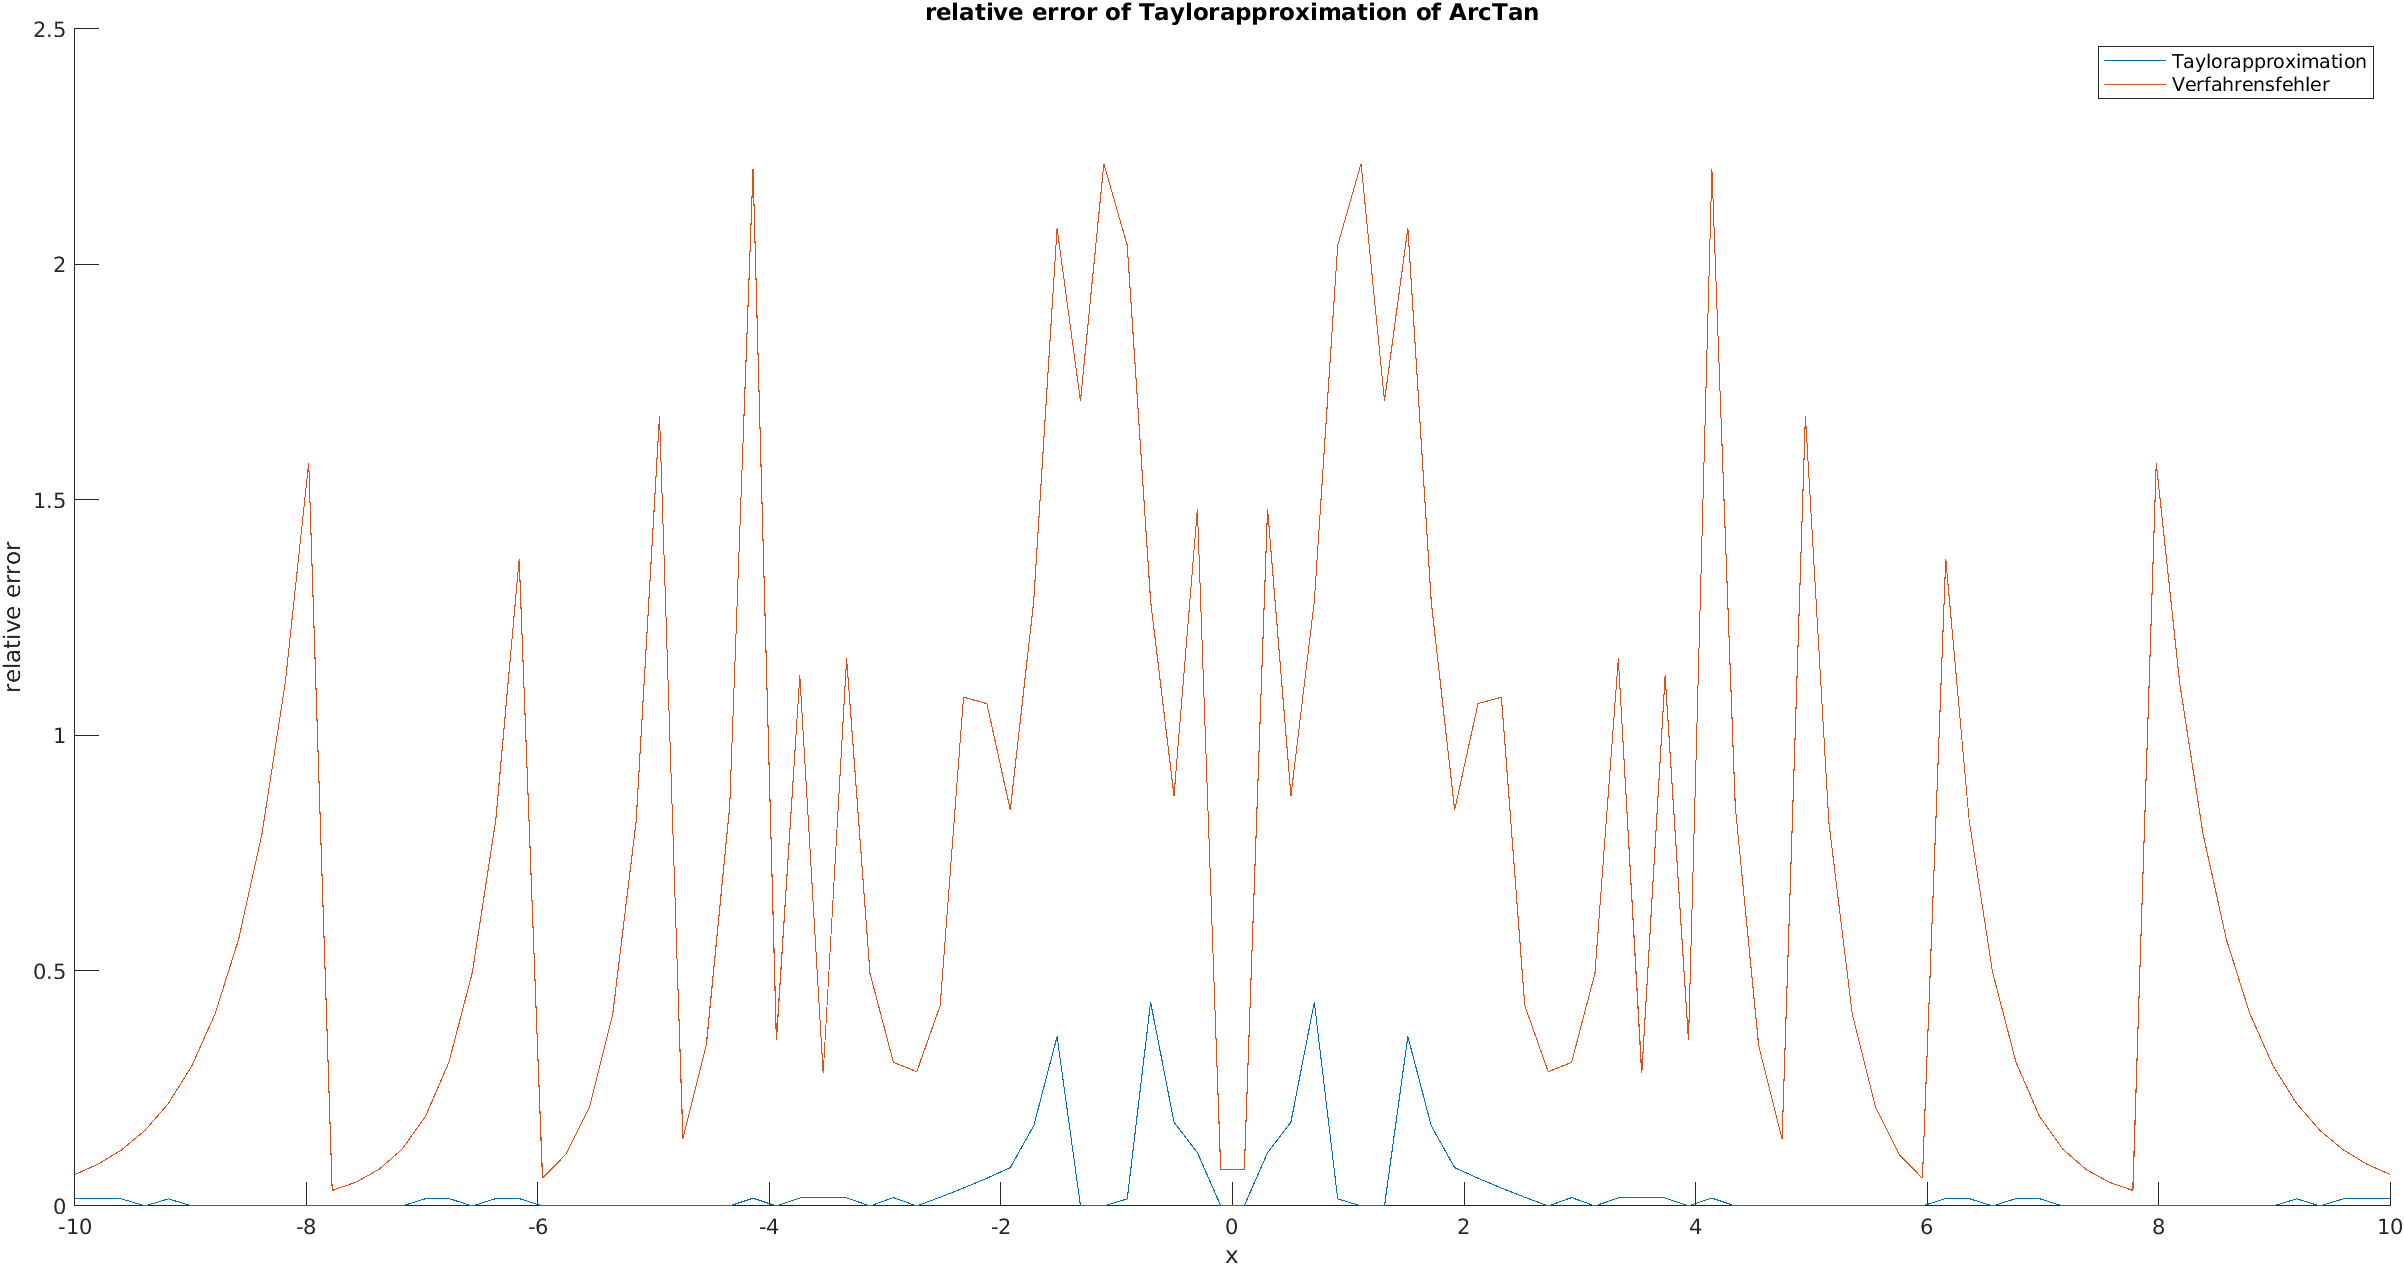 relative error of Taylorapproximation of ArcTan
Taylorapproximation
Verfahrensfehler
relative error
2.5
2
1.5
1
0.5
0
-10 -8 -6 -4 -2 0 2 4 6 8 10
x